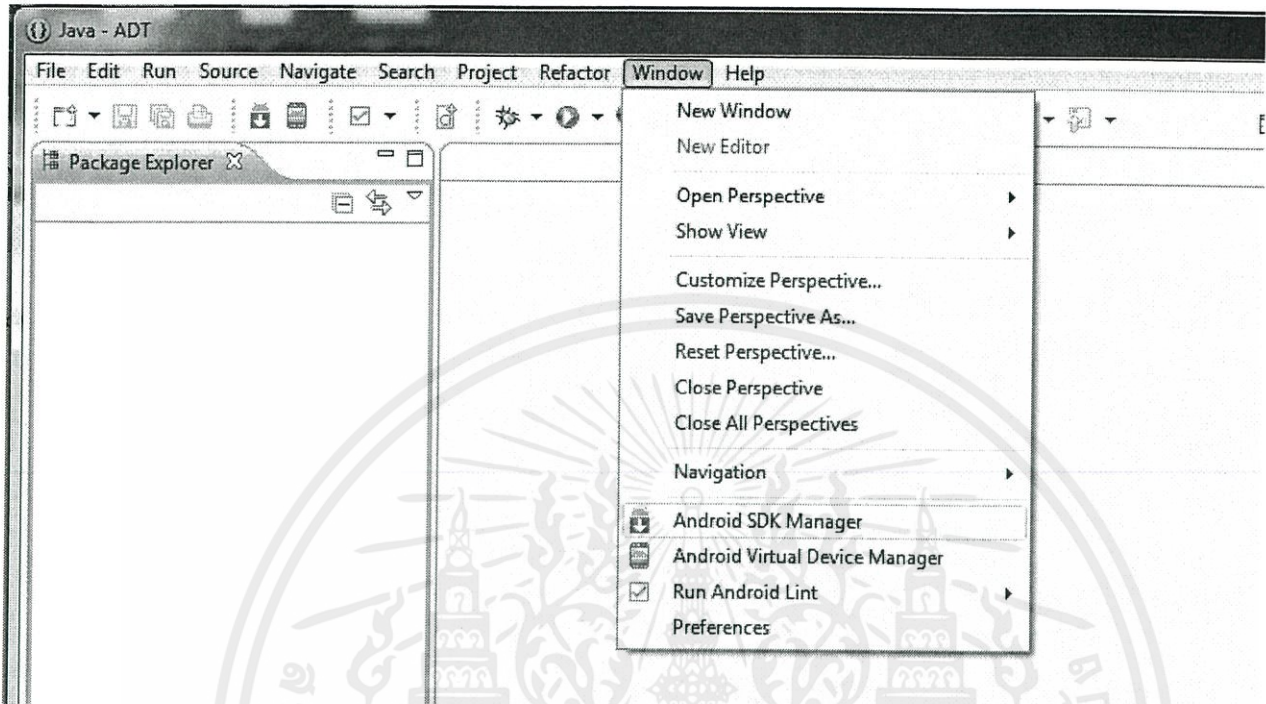 Java - ADT
File Edit Run Source Navigate Search Project Refactor Window Help
Package Explorer
New Window
New Editor
Open Perspective
Show View
Customize Perspective...
Save Perspective As...
Reset Perspective...
Close Perspective
Close All Perspectives
Navigation
Android SDK Manager
Android Virtual Device Manager
Run Android Lint
Preferences